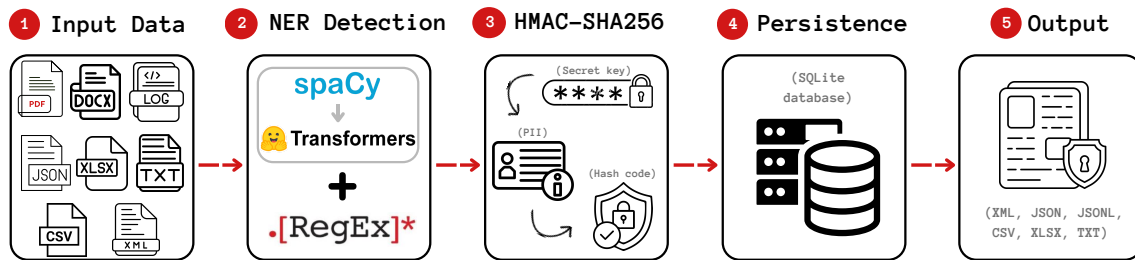 1 Input Data
PDF
DOCX
</>
LOG
JSON
XLSX
TXT
CSV
XML
2 NER Detection
spaCy
Transformers
+
.[RegEx]*
3 HMAC-SHA256
(Secret key)
****
(PII)
(Hash code)
4 Persistence
(SQLite
database)
5 Output
(XML, JSON, JSONL,
CSV, XLSX, TXT)